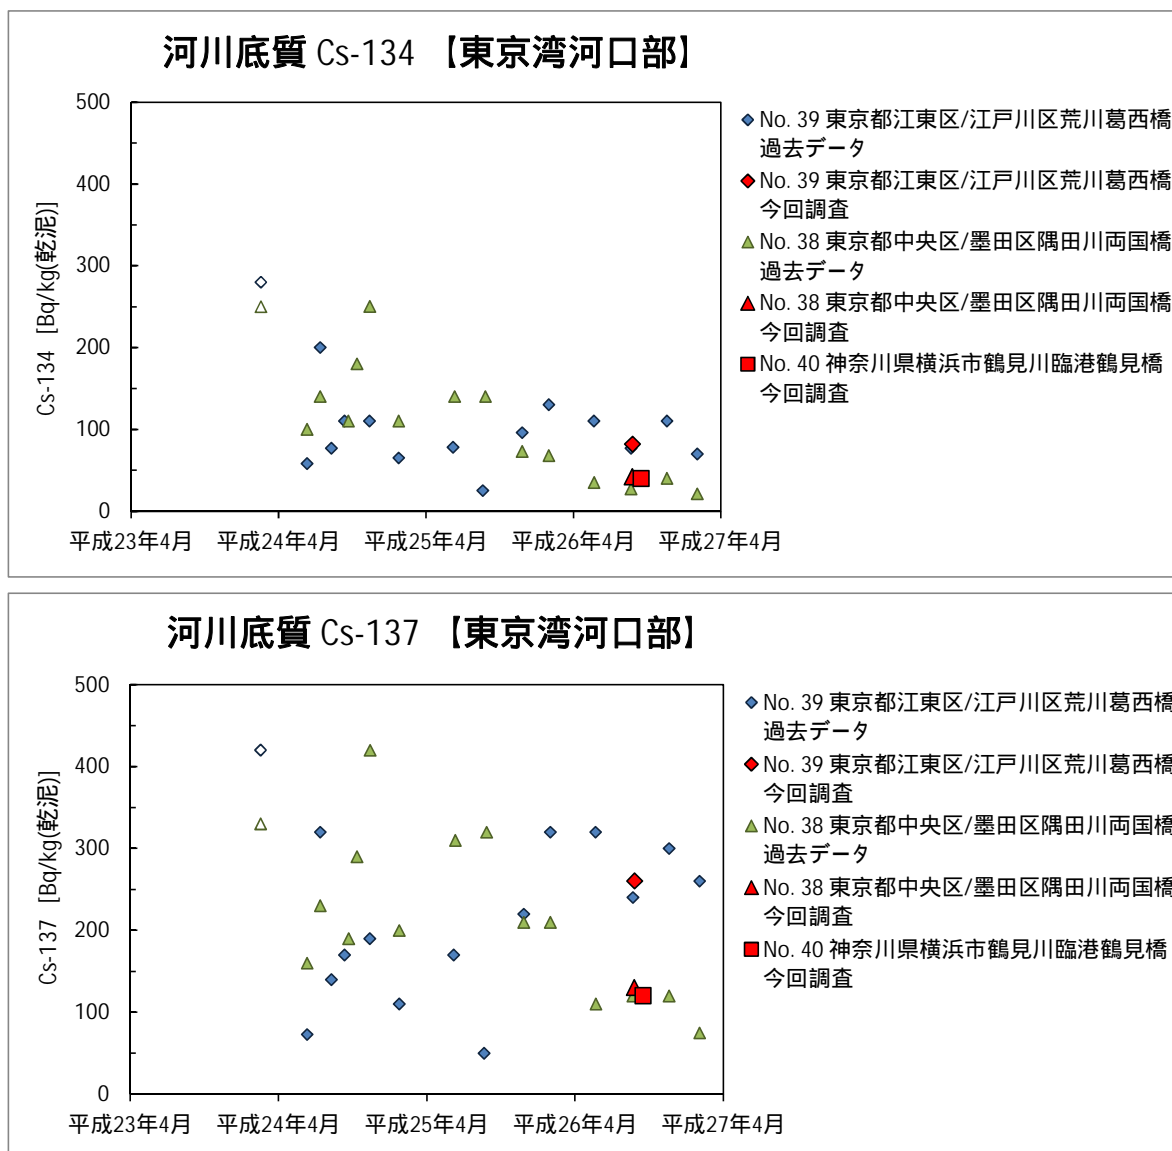 河川底質 Cs-134 【東京湾河口部】
500
400
300
200
100
0
Cs-134 [Bq/kg(乾泥)]
平成23年4月 平成24年4月 平成25年4月 平成26年4月 平成27年4月
No. 39 東京都江東区/江戸川区荒川葛西橋
過去データ
No. 39 東京都江東区/江戸川区荒川葛西橋
今回調査
No. 38 東京都中央区/墨田区隅田川両国橋
過去データ
No. 38 東京都中央区/墨田区隅田川両国橋
今回調査
No. 40 神奈川県横浜市鶴見川臨港鶴見橋
今回調査
河川底質 Cs-137 【東京湾河口部】
500
400
300
200
100
0
Cs-137 [Bq/kg(乾泥)]
平成23年4月 平成24年4月 平成25年4月 平成26年4月 平成27年4月
No. 39 東京都江東区/江戸川区荒川葛西橋
過去データ
No. 39 東京都江東区/江戸川区荒川葛西橋
今回調査
No. 38 東京都中央区/墨田区隅田川両国橋
過去データ
No. 38 東京都中央区/墨田区隅田川両国橋
今回調査
No. 40 神奈川県横浜市鶴見川臨港鶴見橋
今回調査